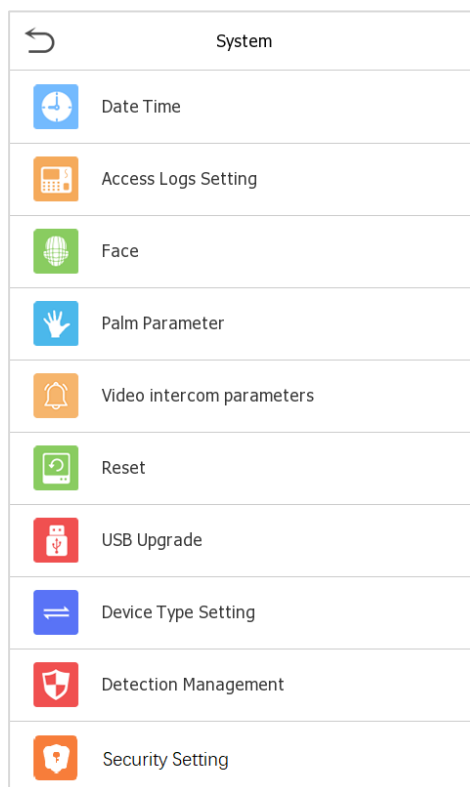 System
Date Time
Access Logs Setting
Face
Palm Parameter
Video intercom parameters
Reset
USB Upgrade
Device Type Setting
Detection Management
Security Setting